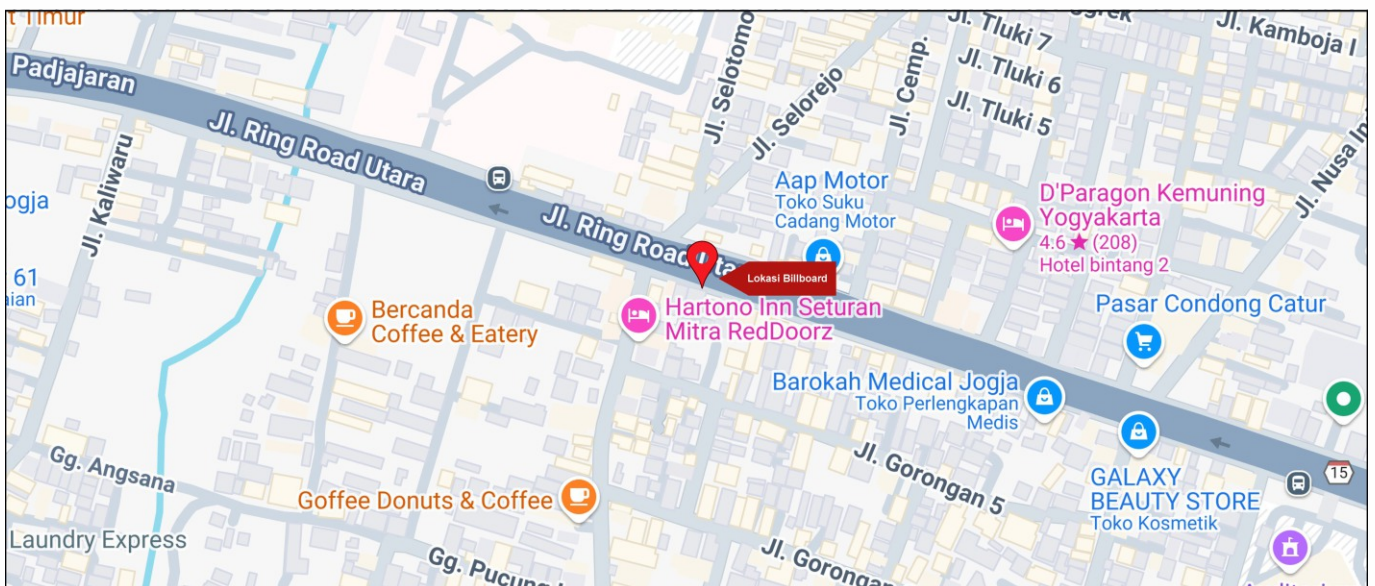 t Timur
Padjajaran
Jl. Ring Road Utara
Jl. Kaliwaru
ogja
61
Jl. Selotomo
Jl. Selorejo
Jl. Cemp.
Jl. Tluki 7
Jl. Tluki 6
Jl. Tluki 5
Jl. Kamboja I
Jl. Nusa In
Aap Motor
Toko Suku
Cadang Motor
D'Paragon Kemuning
Yogyakarta
4.6 ★ (208)
Hotel bintang 2
Jl. Ring Road Uta
Lokasi Billboard
Bercanda
Coffee & Eatery
Hartono Inn Seturan
Mitra RedDoorz
Pasar Condong Catur
Barokah Medical Jogja
Toko Perlengkapan
Medis
Gg. Angsana
Goffee Donuts & Coffee
Jl. Gorongan 5
GALAXY
BEAUTY STORE
Toko Kosmetik
15
Laundry Express
Gg. Pucung
Jl. Gorongan